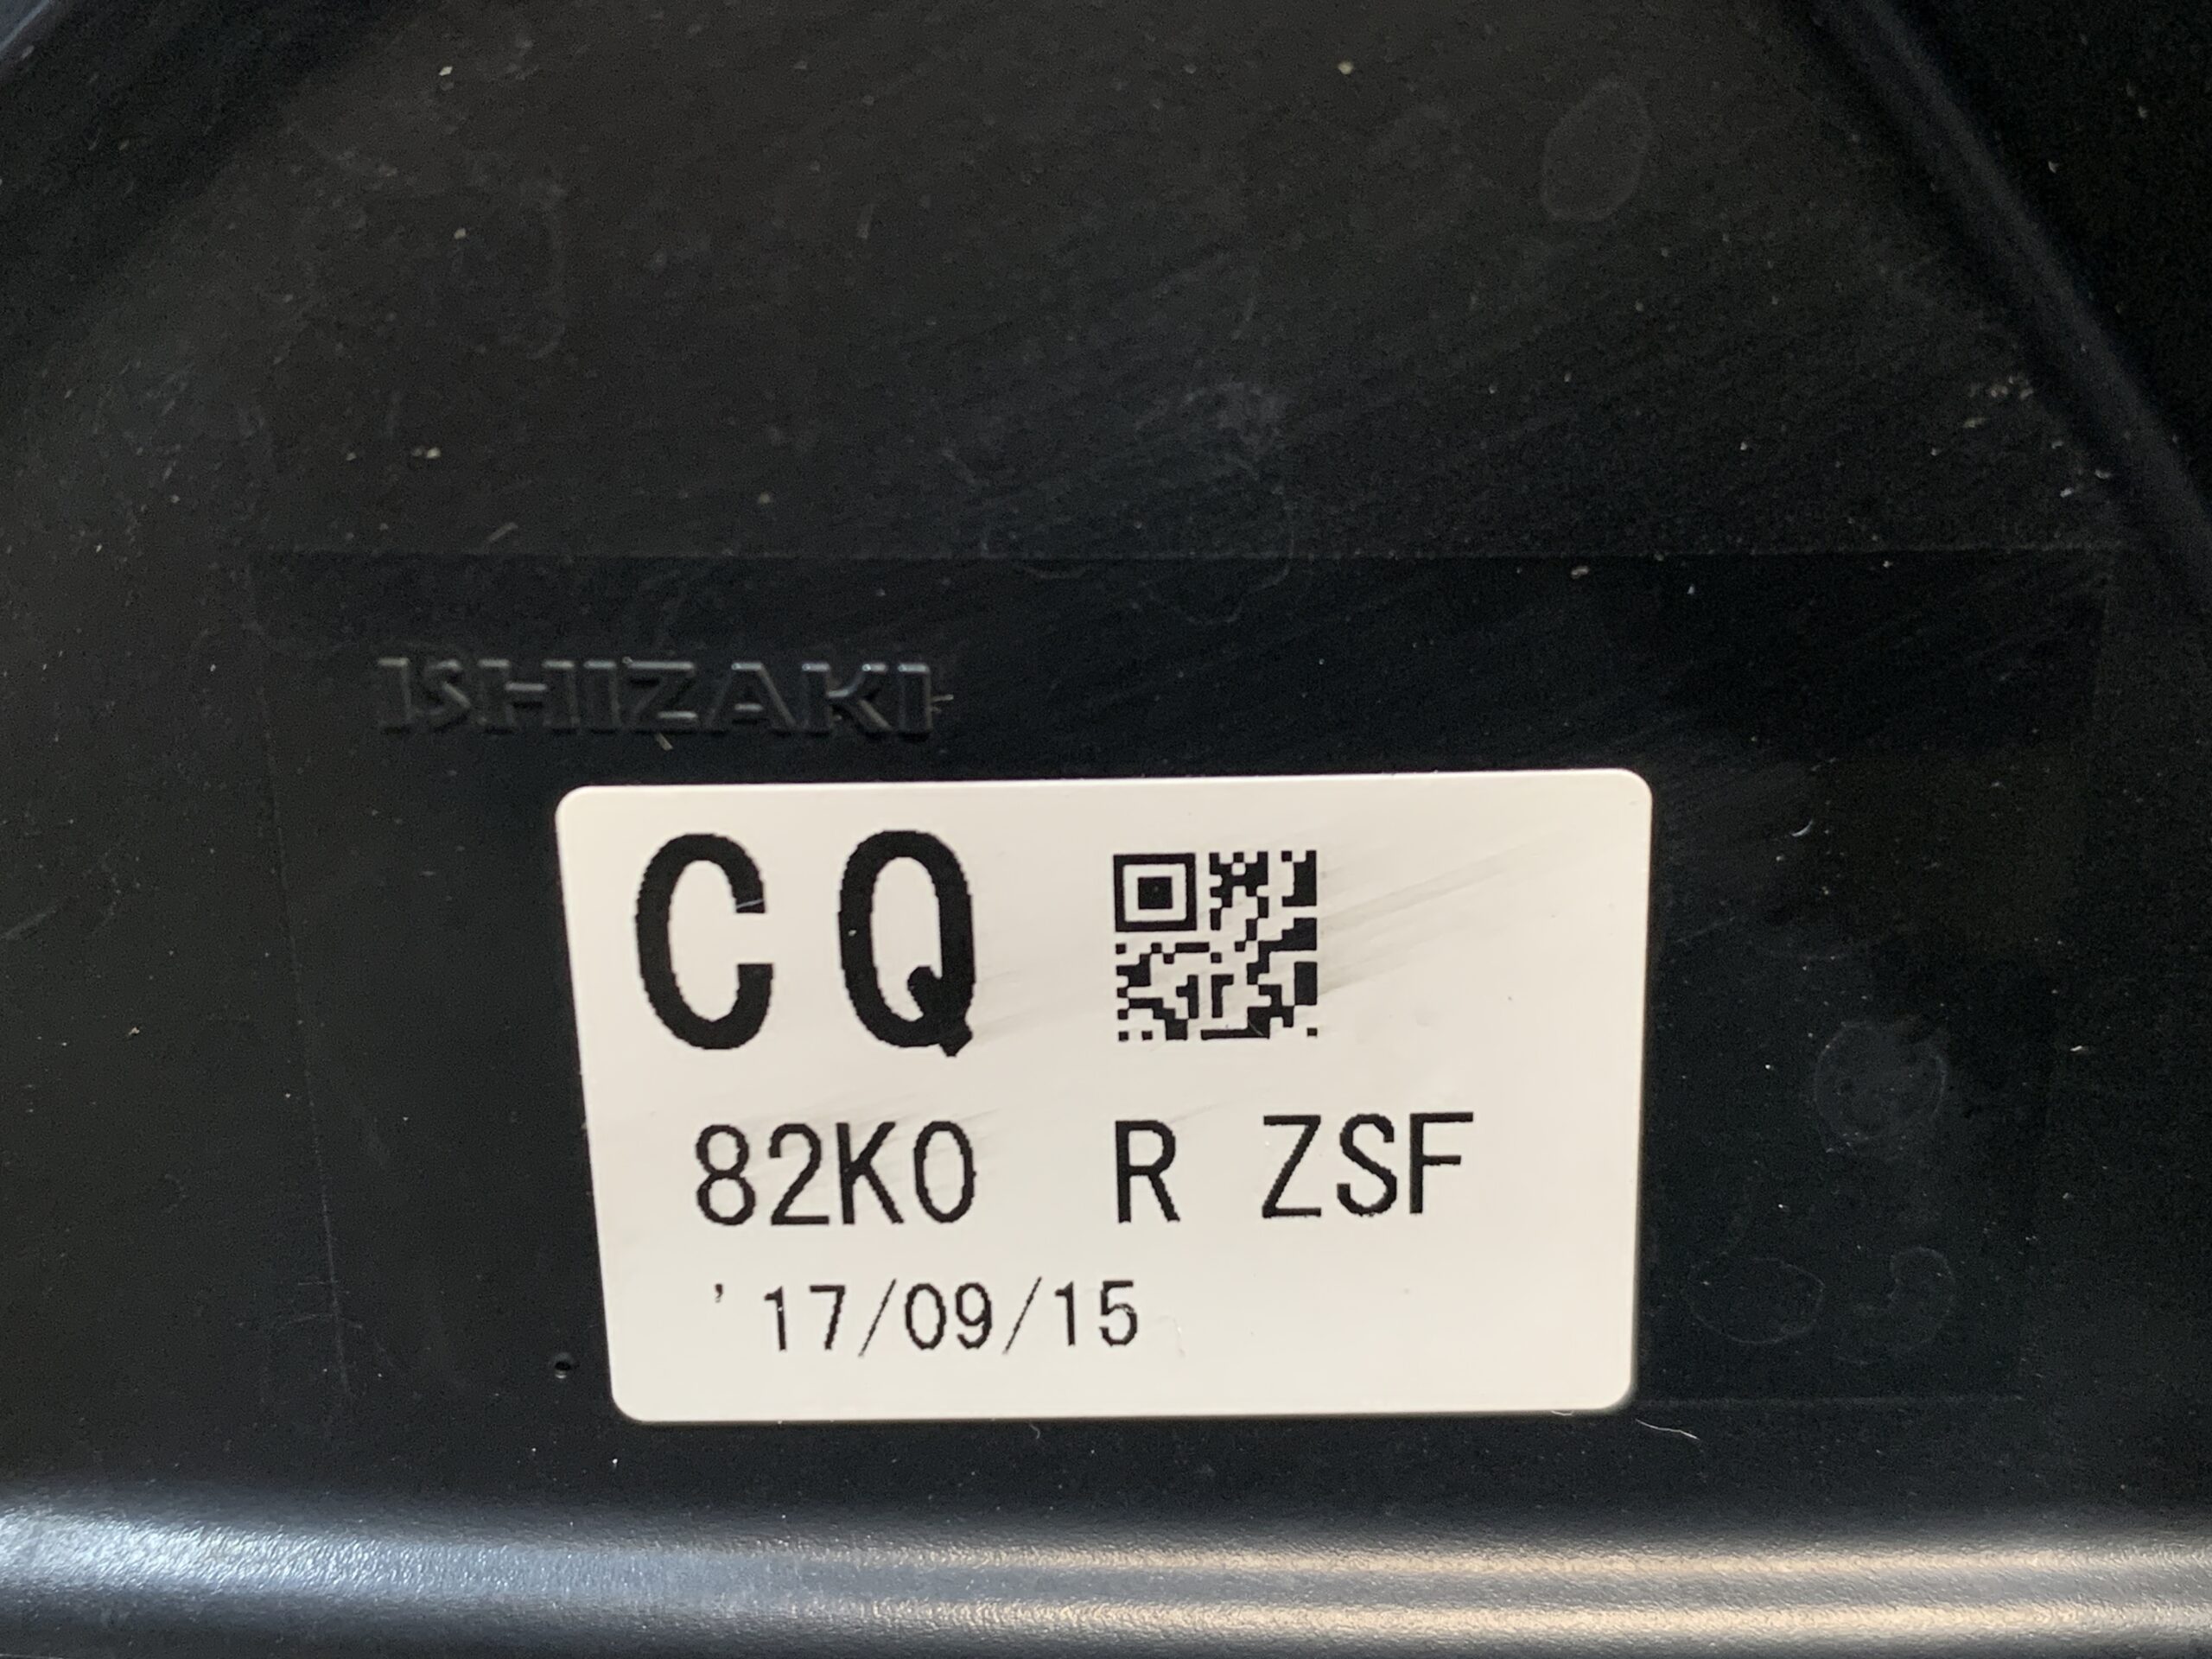 ISHIZAKI
CQ
82K0 R ZSF
'17/09/15